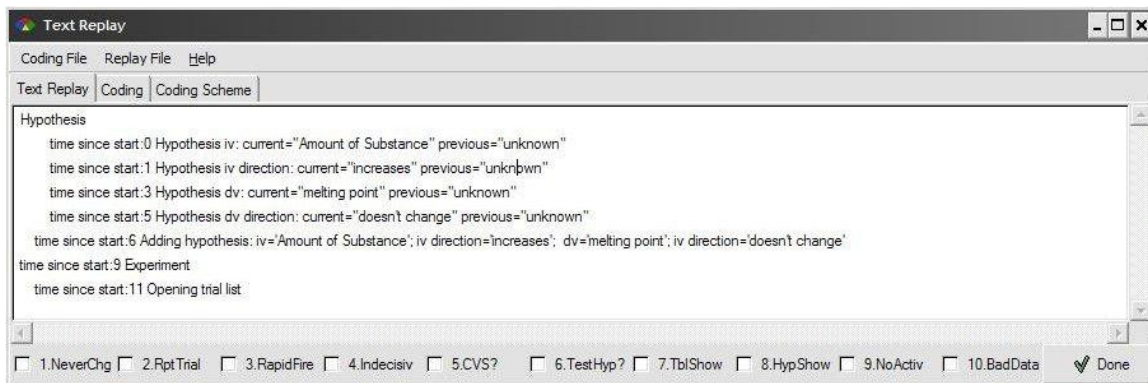 Text Replay
Coding File Replay File Help
Text Replay Coding Coding Scheme
Hypothesis
time since start:0 Hypothesis iv: current="Amount of Substance" previous="unknown"
time since start:1 Hypothesis iv direction: current="increases" previous="unknown"
time since start:3 Hypothesis dv: current="melting point" previous="unknown"
time since start:5 Hypothesis dv direction: current="doesn't change" previous="unknown"
time since start:6 Adding hypothesis: iv='Amount of Substance'; iv direction='increases'; dv='melting point'; iv direction='doesn't change'
time since start:9 Experiment
time since start:11 Opening trial list
1.NeverChg 2.RptTrial 3.RapidFire 4.Indecisiv 5.CVS? 6.TestHyp? 7.TblShow 8.HypShow 9.NoActiv 10.BadData Done